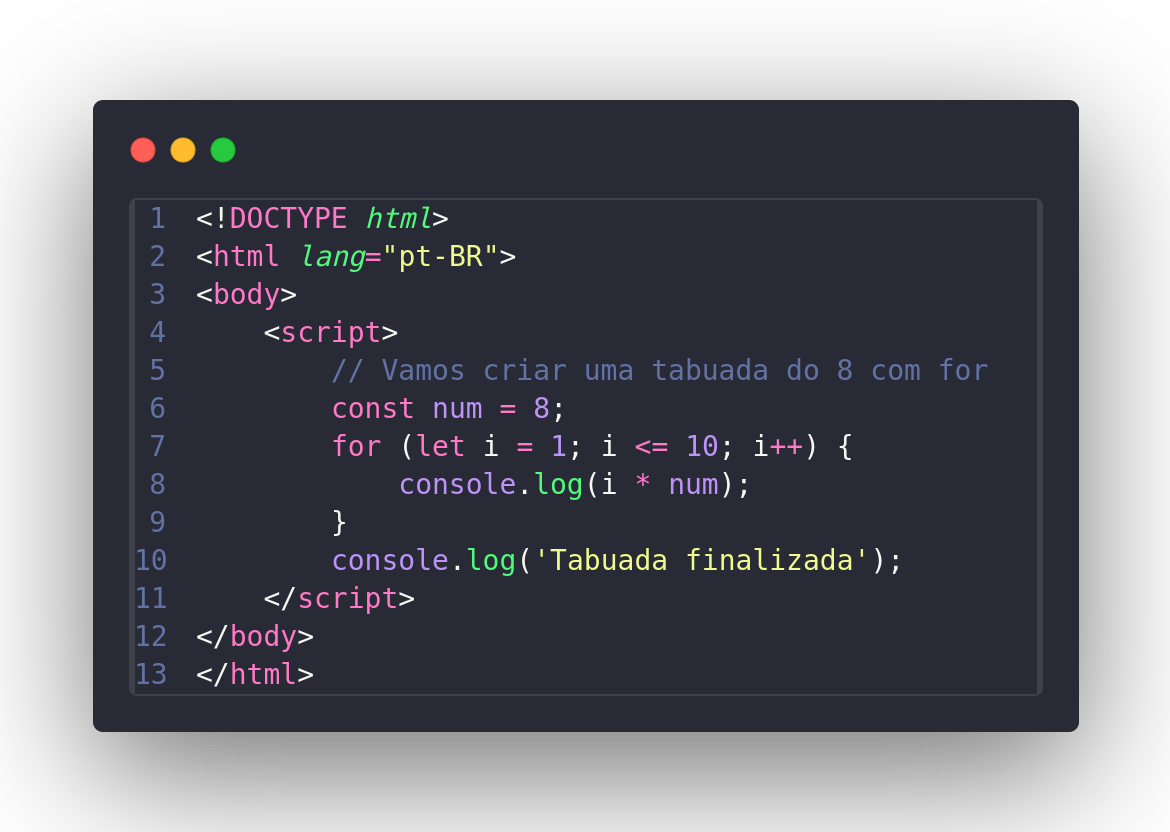 1 <!DOCTYPE html>
2 <html lang="pt-BR">
3 <body>
4     <script>
5         // Vamos criar uma tabuada do 8 com for
6         const num = 8;
7         for (let i = 1; i <= 10; i++) {
8             console.log(i * num);
9         }
10         console.log('Tabuada finalizada');
11     </script>
12 </body>
13 </html>